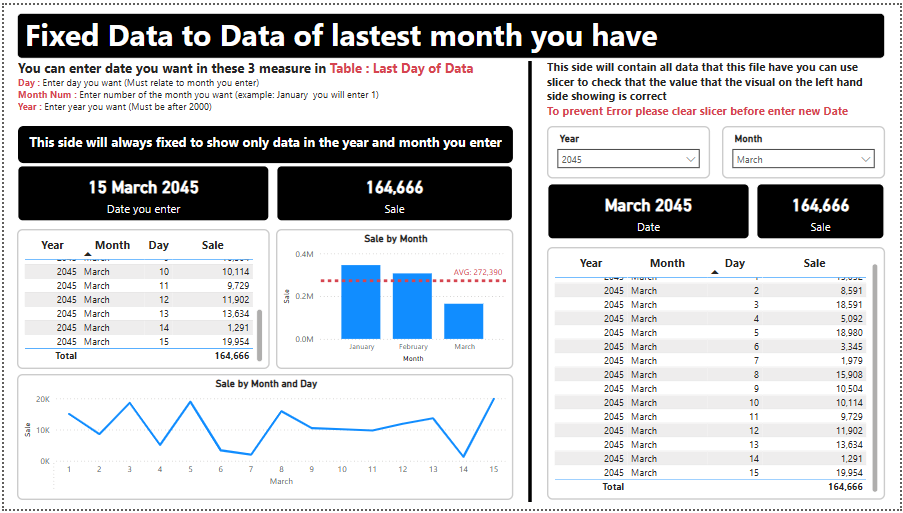 Fixed Data to Data of lastest month you have
You can enter date you want in these 3 measure in Table : Last Day of Data
Day : Enter day you want (Must relate to month you enter)
Month Num : Enter number of the month you want (example: January you will enter 1)
Year : Enter year you want (Must be after 2000)
This side will always fixed to show only data in the year and month you enter
15 March 2045
Date you enter
164,666
Sale
Year Month Day Sale
2045 March 10 10,114
2045 March 11 9,729
2045 March 12 11,902
2045 March 13 13,634
2045 March 14 1,291
2045 March 15 19,954
Total 164,666
Sale by Month
0.4M
0.2M
0.0M
Sale
AVG: 272,390
January February March
Month
Sale by Month and Day
20K
10K
0K
Sale
1 2 3 4 5 6 7 8 9 10 11 12 13 14 15
March
This side will contain all data that this file have you can use
slicer to check that the value that the visual on the left hand
side showing is correct
To prevent Error please clear slicer before enter new Date
Year
2045
Month
March
March 2045
Date
164,666
Sale
Year Month Day Sale
2045 March 2 8,591
2045 March 3 18,591
2045 March 4 5,092
2045 March 5 18,980
2045 March 6 3,345
2045 March 7 1,979
2045 March 8 15,908
2045 March 9 10,504
2045 March 10 10,114
2045 March 11 9,729
2045 March 12 11,902
2045 March 13 13,634
2045 March 14 1,291
2045 March 15 19,954
Total 164,666